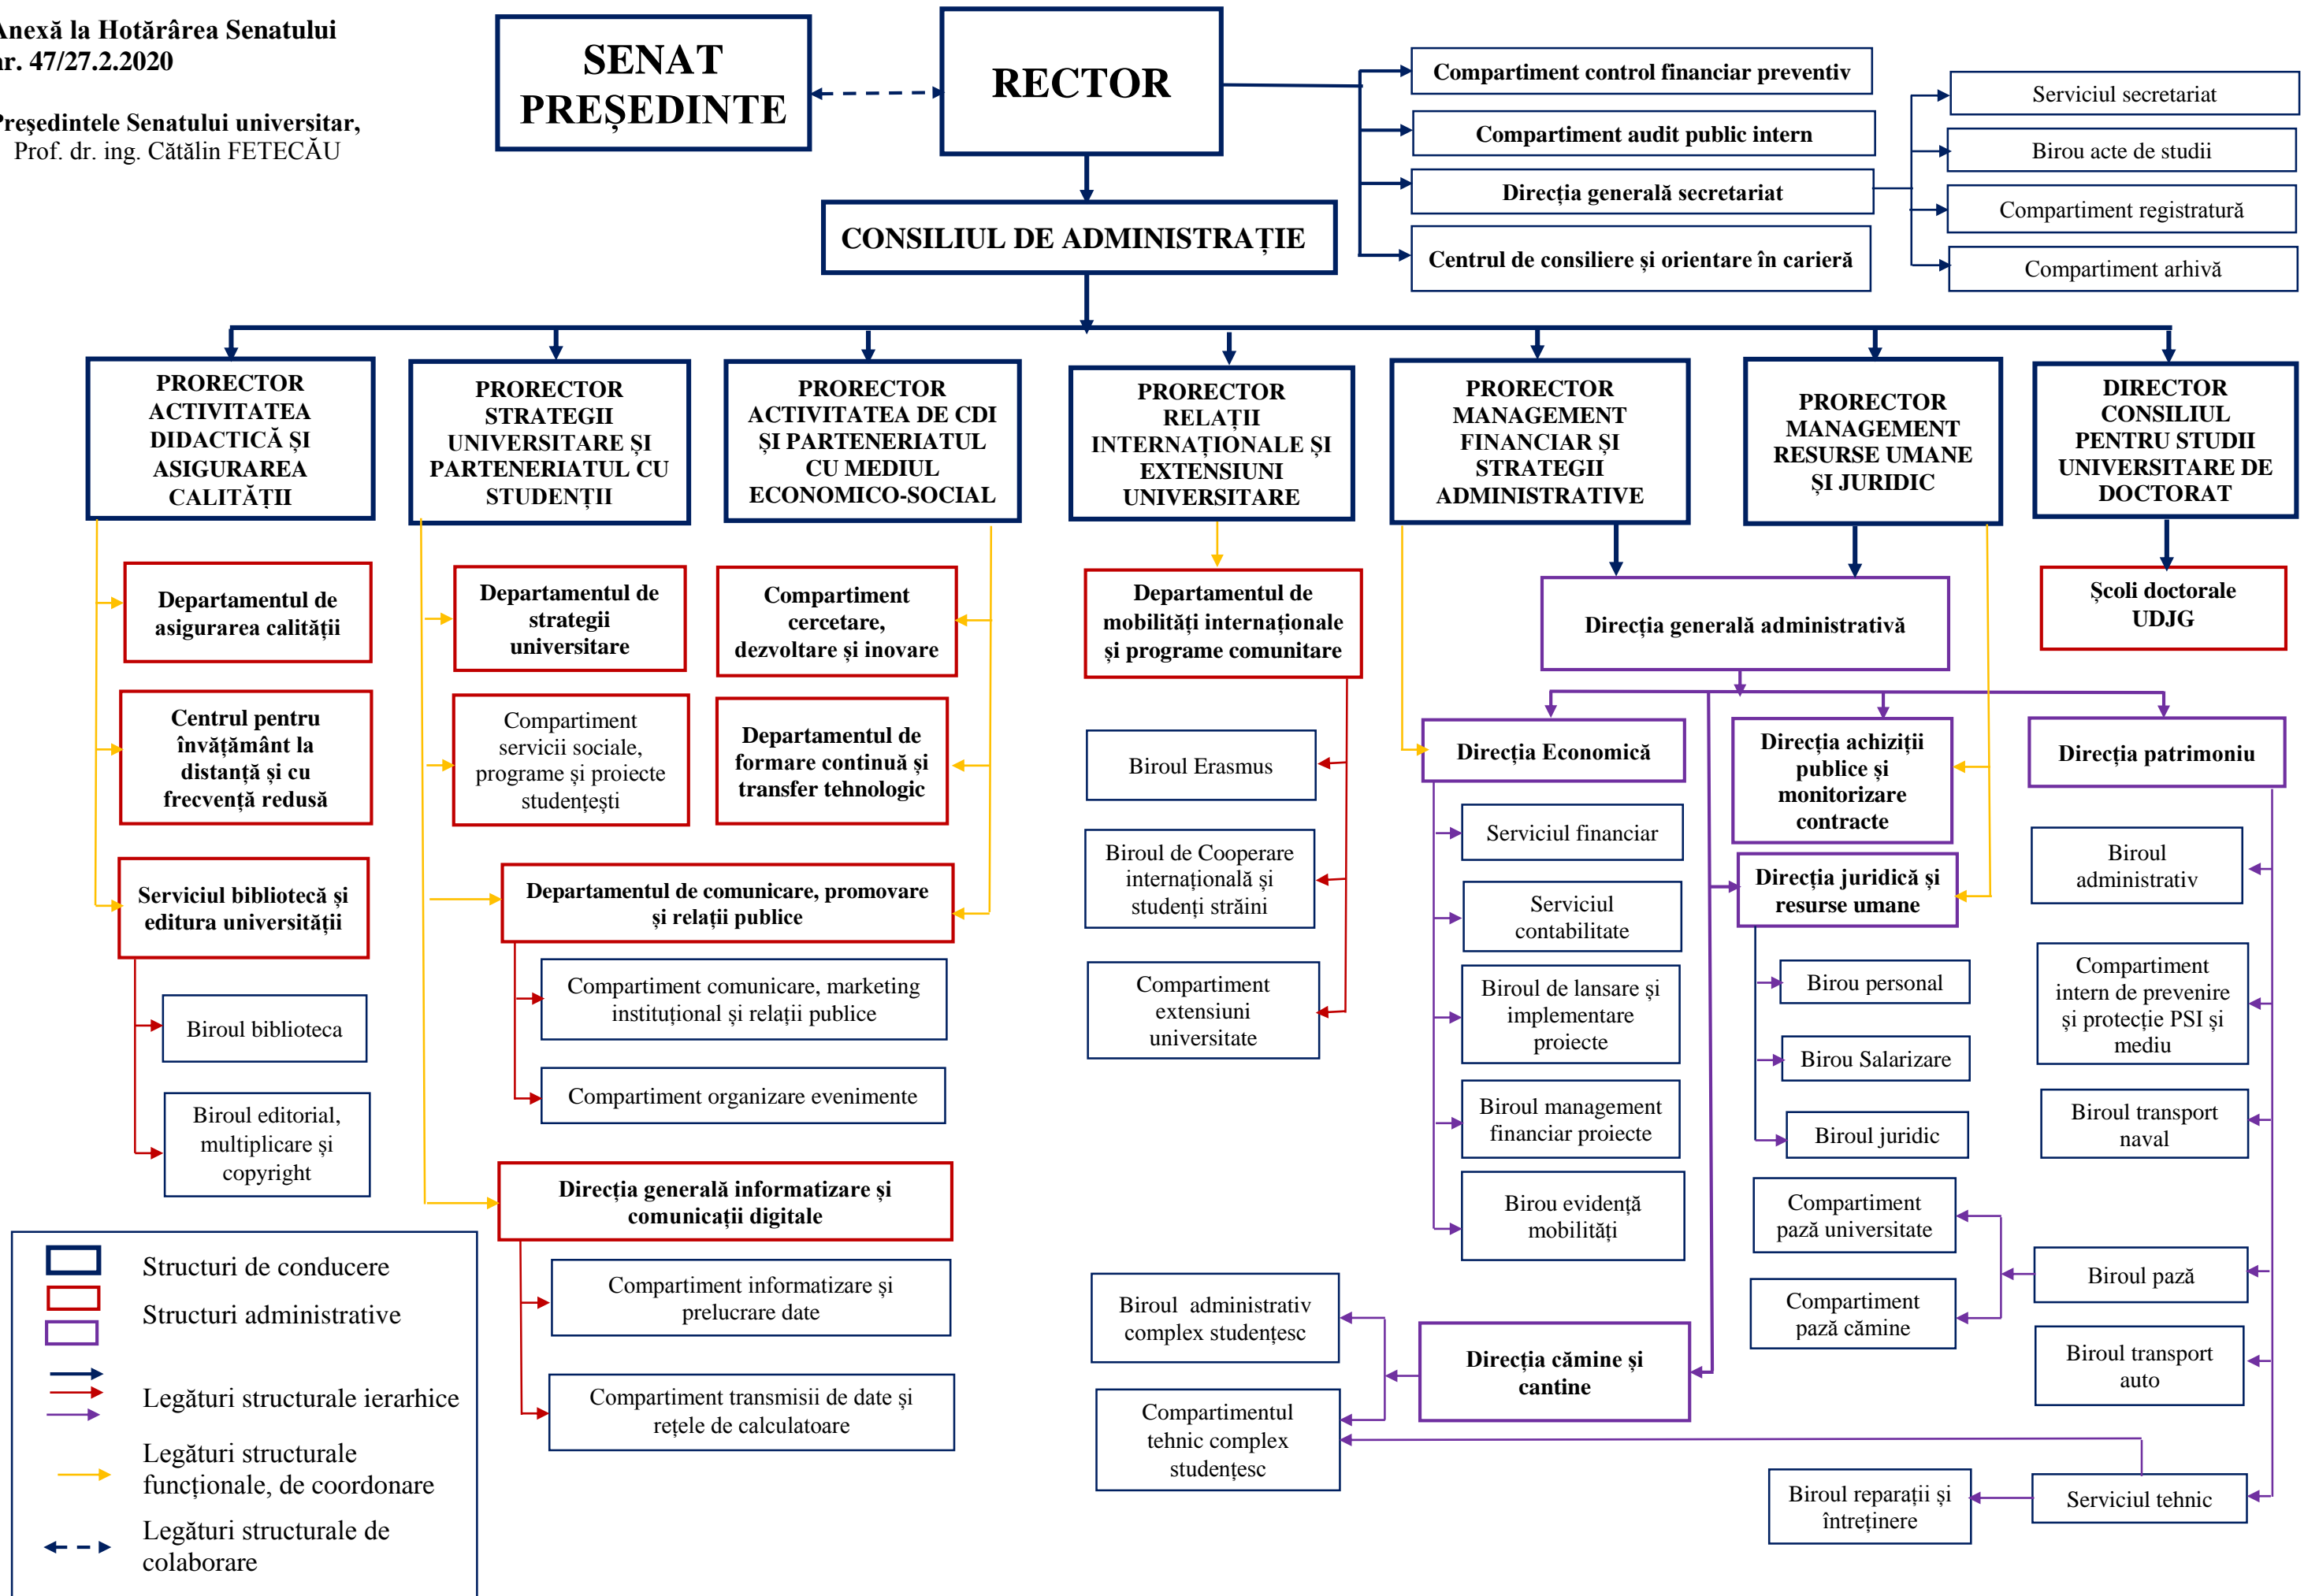 Anexă la Hotărârea Senatului
nr. 47/27.2.2020
Preşedintele Senatului universitar,
Prof. dr. ing. Cătălin FETECĂU
SENAT
PREȘEDINTE
RECTOR
CONSILIUL DE ADMINISTRAȚIE
Compartiment control financiar preventiv
Compartiment audit public intern
Direcția generală secretariat
Centrul de consiliere și orientare în carieră
Serviciul secretariat
Birou acte de studii
Compartiment registratură
Compartiment arhivă
PRORECTOR
ACTIVITATEA
DIDACTICĂ ȘI
ASIGURAREA
CALITĂȚII
PRORECTOR
STRATEGII
UNIVERSITARE ȘI
PARTENERIATUL CU
STUDENȚII
PRORECTOR
ACTIVITATEA DE CDI
ȘI PARTENERIATUL
CU MEDIUL
ECONOMICO-SOCIAL
PRORECTOR
RELAȚII
INTERNAȚIONALE ȘI
EXTENSIUNI
UNIVERSITARE
PRORECTOR
MANAGEMENT
FINANCIAR ȘI
STRATEGII
ADMINISTRATIVE
PRORECTOR
MANAGEMENT
RESURSE UMANE
ȘI JURIDIC
DIRECTOR
CONSILIUL
PENTRU STUDII
UNIVERSITARE DE
DOCTORAT
Departamentul de
asigurarea calității
Centrul pentru
învățământ la
distanță și cu
frecvență redusă
Serviciul bibliotecă și
editura universității
Biroul biblioteca
Biroul editorial,
multiplicare și
copyright
Departamentul de
strategii
universitare
Compartiment
servicii sociale,
programe și proiecte
studențești
Compartiment
cercetare,
dezvoltare și inovare
Departamentul de
formare continuă și
transfer tehnologic
Departamentul de comunicare, promovare
și relații publice
Compartiment comunicare, marketing
instituțional și relații publice
Compartiment organizare evenimente
Direcția generală informatizare și
comunicații digitale
Compartiment informatizare și
prelucrare date
Compartiment transmisii de date și
rețele de calculatoare
Departamentul de
mobilități internaționale
și programe comunitare
Biroul Erasmus
Biroul de Cooperare
internațională și
studenți străini
Compartiment
extensiuni
universitate
Direcția generală administrativă
Școli doctorale
UDJG
Direcția Economică
Serviciul financiar
Serviciul
contabilitate
Biroul de lansare și
implementare
proiecte
Biroul management
financiar proiecte
Birou evidență
mobilități
Direcția achiziții
publice și
monitorizare
contracte
Direcția juridică și
resurse umane
Birou personal
Birou Salarizare
Biroul juridic
Direcția patrimoniu
Biroul
administrativ
Compartiment
intern de prevenire
și protecție PSI și
mediu
Biroul transport
naval
Compartiment
pază universitate
Compartiment
pază cămine
Biroul pază
Biroul transport
auto
Biroul administrativ
complex studențesc
Compartimentul
tehnic complex
studențesc
Direcția cămine și
cantine
Biroul reparații și
întreținere
Serviciul tehnic
Structuri de conducere
Structuri administrative
Legături structurale ierarhice
Legături structurale
funcționale, de coordonare
Legături structurale de
colaborare